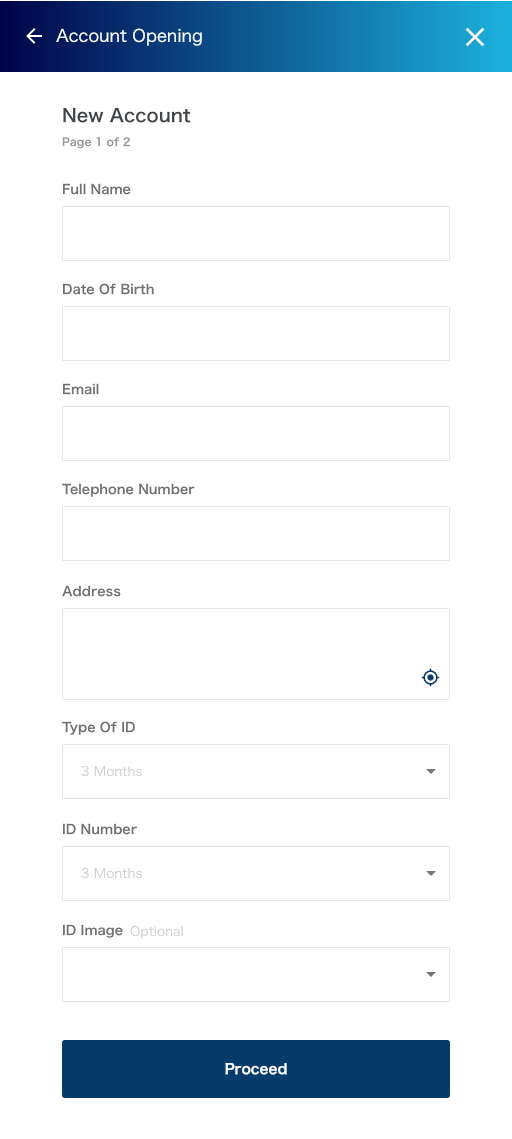 Account Opening
New Account
Page 1 of 2
Full Name
Date Of Birth
Email
Telephone Number
Address
Type Of ID
3 Months
ID Number
3 Months
ID Image Optional
Proceed